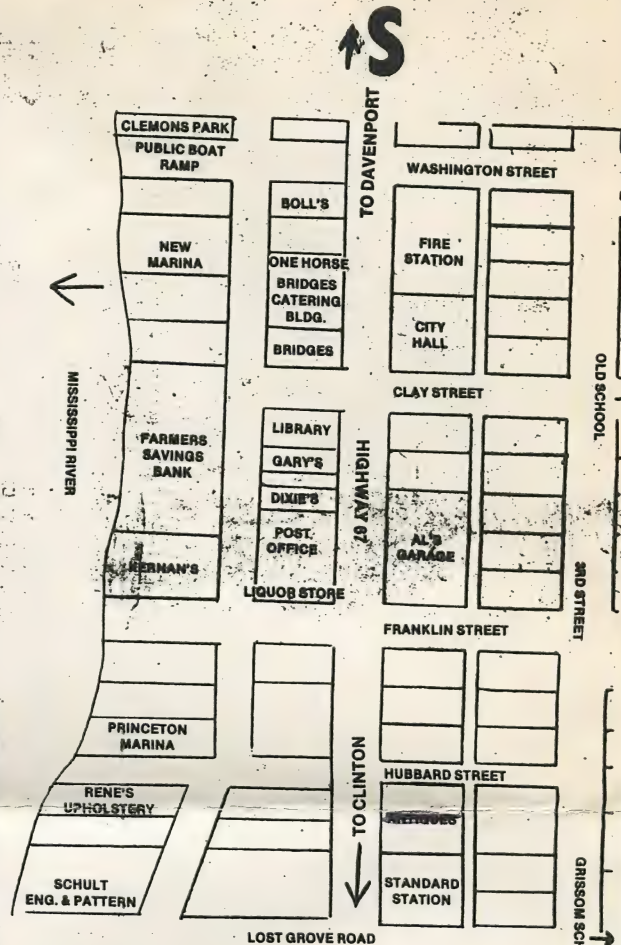 S
CLEMONS PARK
PUBLIC BOAT
RAMP
TO DAVENPORT
WASHINGTON STREET
BOLL'S
NEW
MARINA
ONE HORSE
BRIDGES
CATERING
BLDG.
BRIDGES
FIRE
STATION
CITY
HALL
OLD SCHOOL
CLAY STREET
MISSISSIPPI RIVER
FARMERS
SAVINGS
BANK
LIBRARY
GARY'S
DIXIE'S
POST
OFFICE
HIGHWAY 67
AL'S
GARAGE
KERNAN'S
LIQUOR STORE
3RD STREET
FRANKLIN STREET
PRINCETON
MARINA
HUBBARD STREET
RENE'S
UPHOLSTERY
TO CLINTON
ANTIQUES
SCHULT
ENG. & PATTERN
STANDARD
STATION
GRISSOM SCH
LOST GROVE ROAD